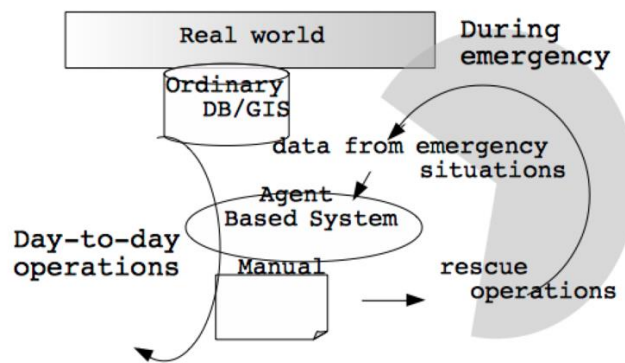 Real world
During
emergency
Ordinary
DB/GIS
data from emergency
situations
Agent
Based System
Day-to-day
operations
Manual
rescue
operations